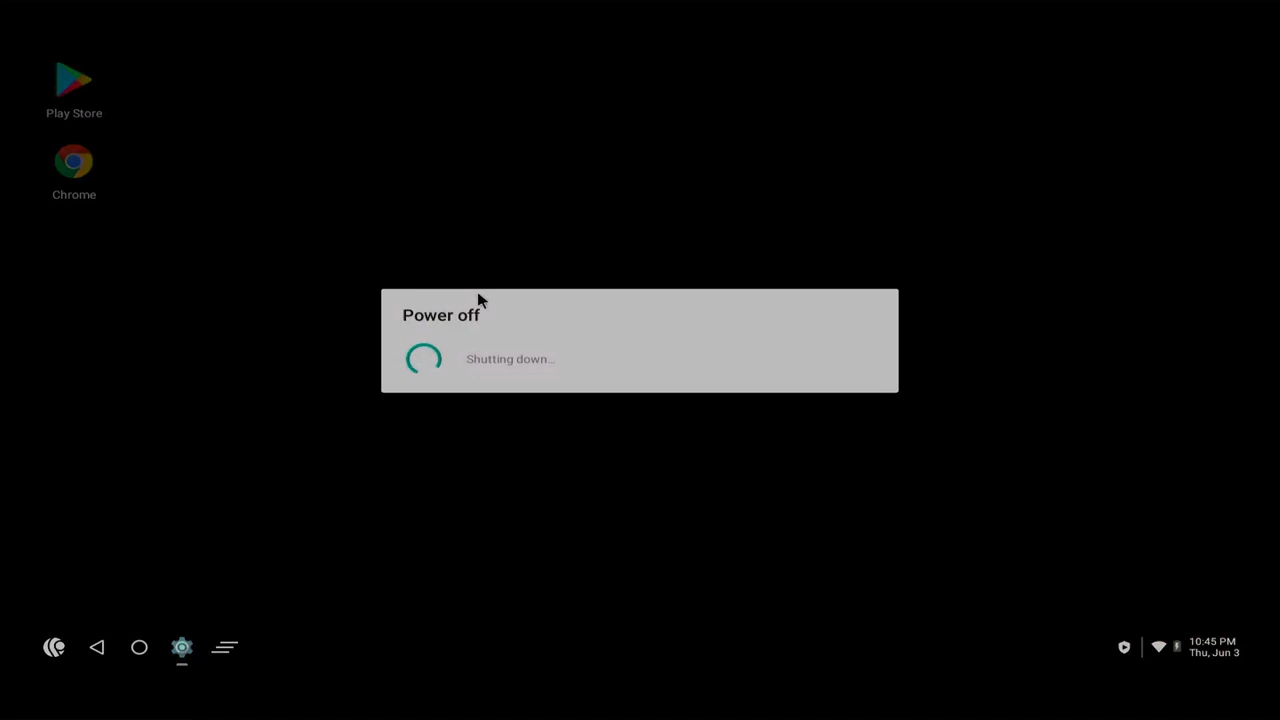 Play Store
Chrome
Power off
Shutting down...
10:45 PM
Thu, Jun 3